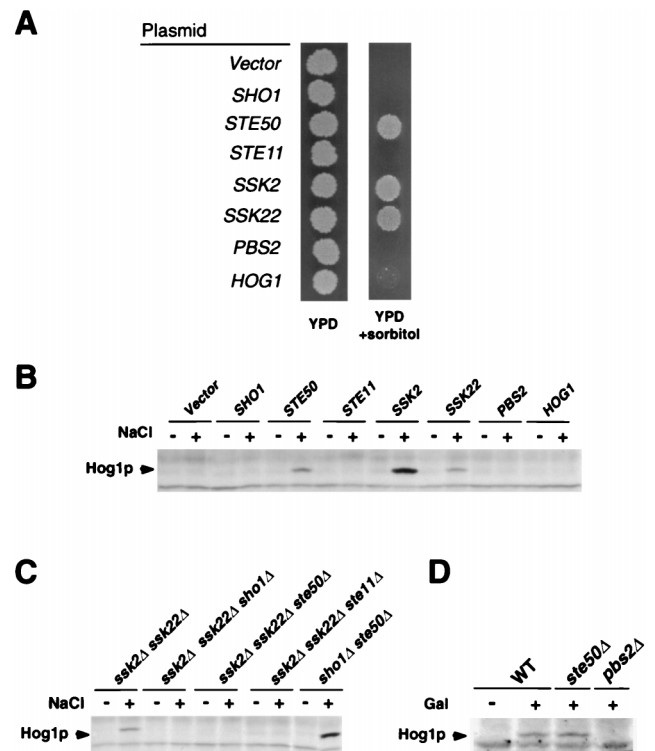 A
Plasmid
Vector
SHO1
STE50
STE11
SSK2
SSK22
PBS2
HOG1
YPD YPD
+sorbitol
B
Vector SHO1 STE50 STE11 SSK2 SSK22 PBS2 HOG1
NaCl - + - + - + - + - + - + - + - +
Hog1p
C
ssk2Δ ssk22Δ ssk2Δ ssk22Δ sho1Δ ssk2Δ ssk22Δ ste50Δ ssk2Δ ssk22Δ ste11Δ sho1Δ ste50Δ
NaCl - + - + - + - + - +
Hog1p
D
WT ste50Δ pbs2Δ
Gal - + + +
Hog1p